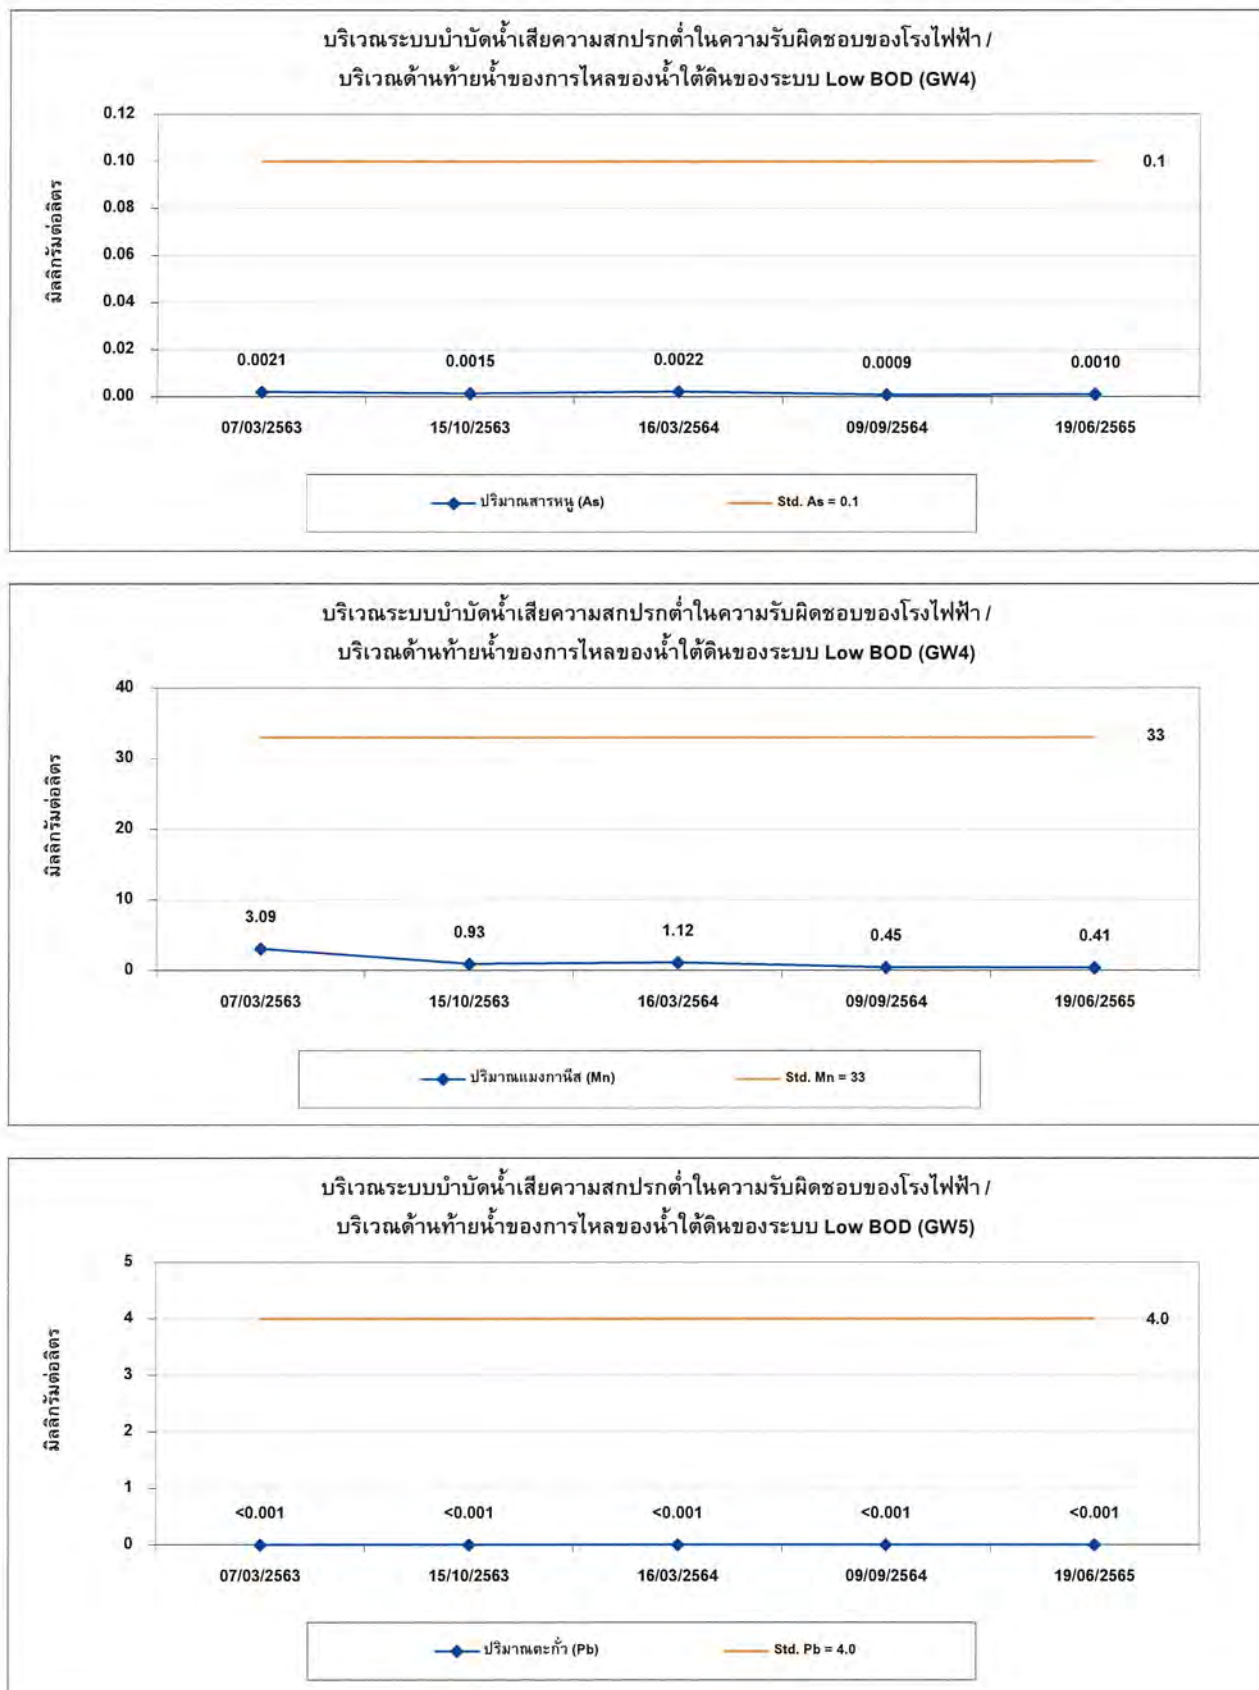 บริเวณระบบบำบัดน้ำเสียความสกปรกต่ำในความรับผิดชอบของโรงไฟฟ้า /
บริเวณด้านท้ายน้ำของการไหลของน้ำใต้ดินของระบบ Low BOD (GW4)
มิลลิกรัมต่อลิตร
0.12
0.10
0.1
0.08
0.06
0.04
0.02
0.0021 0.0015 0.0022 0.0009 0.0010
0.00
07/03/2563 15/10/2563 16/03/2564 09/09/2564 19/06/2565
ปริมาณสารหนู (As) Std. As = 0.1
บริเวณระบบบำบัดน้ำเสียความสกปรกต่ำในความรับผิดชอบของโรงไฟฟ้า /
บริเวณด้านท้ายน้ำของการไหลของน้ำใต้ดินของระบบ Low BOD (GW4)
มิลลิกรัมต่อลิตร
40
33
30
20
10
3.09 0.93 1.12 0.45 0.41
0
07/03/2563 15/10/2563 16/03/2564 09/09/2564 19/06/2565
ปริมาณแมงกานีส (Mn) Std. Mn = 33
บริเวณระบบบำบัดน้ำเสียความสกปรกต่ำในความรับผิดชอบของโรงไฟฟ้า /
บริเวณด้านท้ายน้ำของการไหลของน้ำใต้ดินของระบบ Low BOD (GW5)
มิลลิกรัมต่อลิตร
5
4
4.0
3
2
1
<0.001 <0.001 <0.001 <0.001 <0.001
0
07/03/2563 15/10/2563 16/03/2564 09/09/2564 19/06/2565
ปริมาณตะกั่ว (Pb) Std. Pb = 4.0